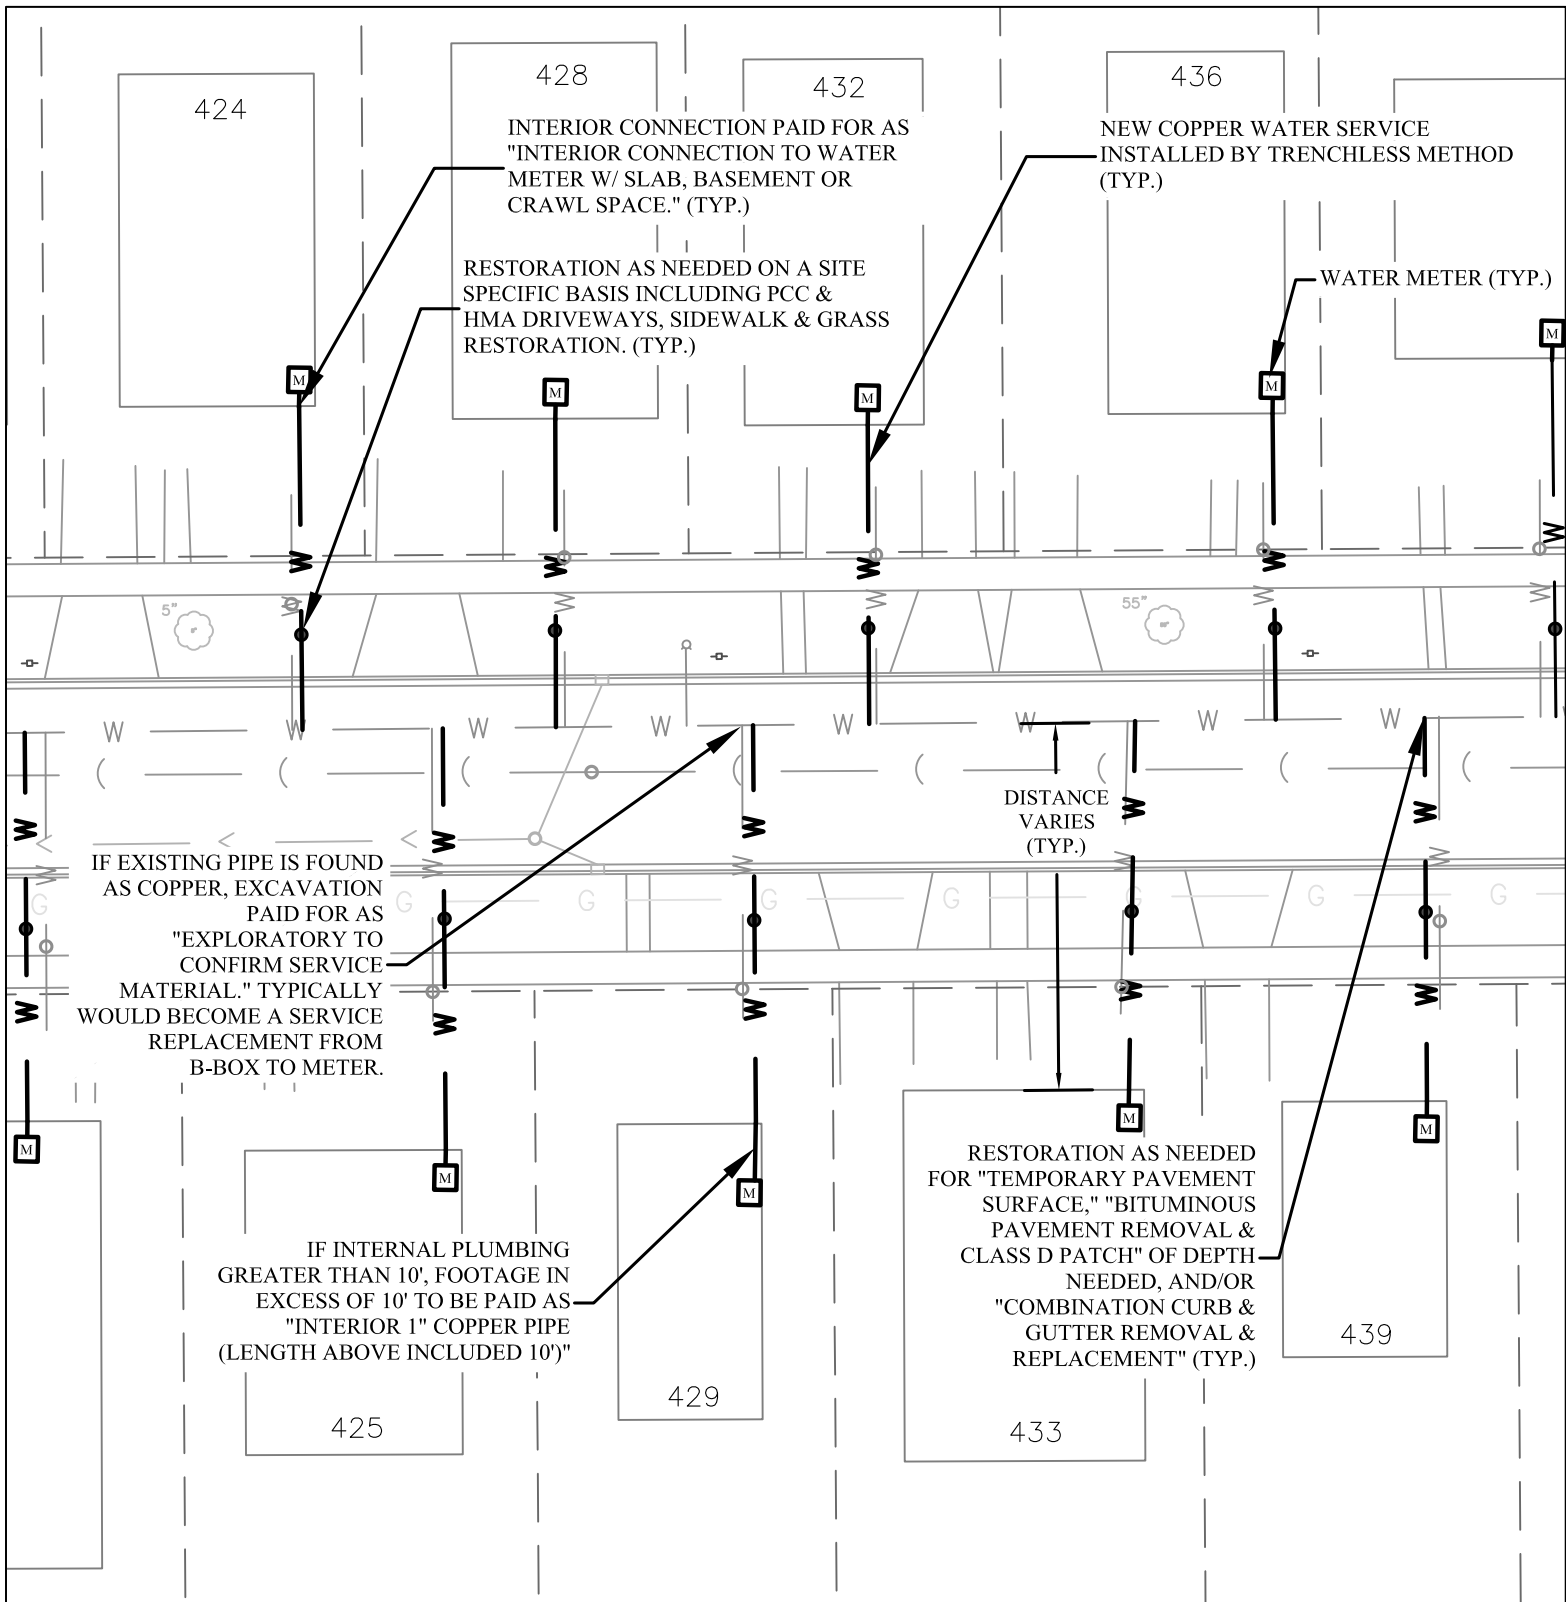 424
428
432
436
INTERIOR CONNECTION PAID FOR AS
"INTERIOR CONNECTION TO WATER
METER W/ SLAB, BASEMENT OR
CRAWL SPACE." (TYP.)
NEW COPPER WATER SERVICE
INSTALLED BY TRENCHLESS METHOD
(TYP.)
RESTORATION AS NEEDED ON A SITE
SPECIFIC BASIS INCLUDING PCC &
HMA DRIVEWAYS, SIDEWALK & GRASS
RESTORATION. (TYP.)
WATER METER (TYP.)
M
M
M
M
M
W
W
W
W
W
W
W
W
W
W
5"
55"
W
W
W
W
W
W
W
W
W
DISTANCE
VARIES
(TYP.)
W
W
W
W
W
W
W
W
W
W
IF EXISTING PIPE IS FOUND
AS COPPER, EXCAVATION
PAID FOR AS
"EXPLORATORY TO
CONFIRM SERVICE
MATERIAL." TYPICALLY
WOULD BECOME A SERVICE
REPLACEMENT FROM
B-BOX TO METER.
G
G
G
G
G
G
G
G
W
W
W
W
W
M
M
M
M
M
RESTORATION AS NEEDED
FOR "TEMPORARY PAVEMENT
SURFACE," "BITUMINOUS
PAVEMENT REMOVAL &
CLASS D PATCH" OF DEPTH
NEEDED, AND/OR
"COMBINATION CURB &
GUTTER REMOVAL &
REPLACEMENT" (TYP.)
IF INTERNAL PLUMBING
GREATER THAN 10', FOOTAGE IN
EXCESS OF 10' TO BE PAID AS
"INTERIOR 1" COPPER PIPE
(LENGTH ABOVE INCLUDED 10')"
425
429
433
439